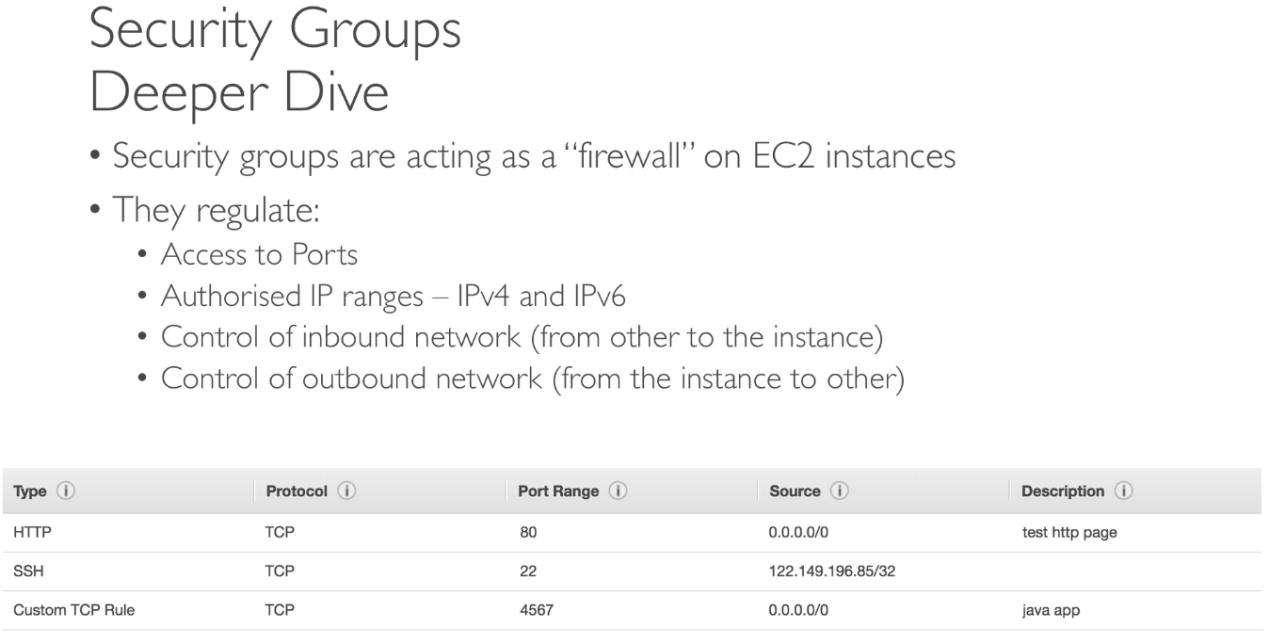 Security Groups
Deeper Dive
• Security groups are acting as a “firewall” on EC2 instances
• They regulate:
• Access to Ports
• Authorised IP ranges – IPv4 and IPv6
• Control of inbound network (from other to the instance)
• Control of outbound network (from the instance to other)
Type Protocol Port Range Source Description
HTTP TCP 80 0.0.0.0/0 test http page
SSH TCP 22 122.149.196.85/32
Custom TCP Rule TCP 4567 0.0.0.0/0 java app